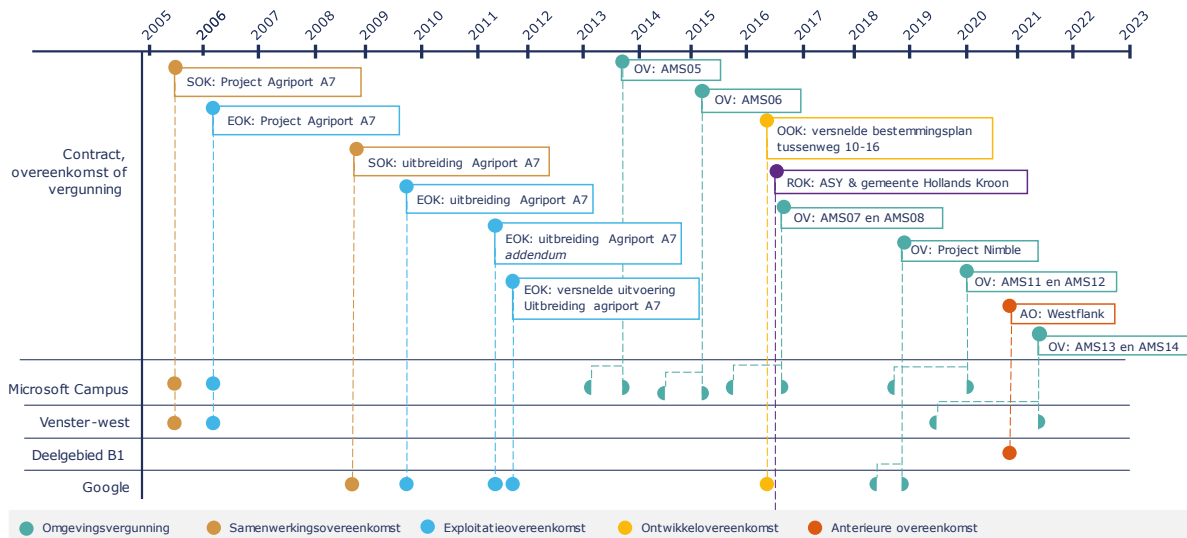 2005 2006 2007 2008 2009 2010 2011 2012 2013 2014 2015 2016 2017 2018 2019 2020 2021 2022 2023
Contract,
overeenkomst of
vergunning
SOK: Project Agriport A7
EOK: Project Agriport A7
SOK: uitbreiding Agriport A7
EOK: uitbreiding Agriport A7
EOK: uitbreiding Agriport A7
addendum
EOK: versnelde uitvoering
Uitbreiding agriport A7
OV: AMS05
OV: AMS06
OOK: versnelde bestemmingsplan
tussenweg 10-16
ROK: ASY & gemeente Hollands Kroon
OV: AMS07 en AMS08
OV: Project Nimble
OV: AMS11 en AMS12
AO: Westflank
OV: AMS13 en AMS14
Microsoft Campus
Venster-west
Deelgebied B1
Google
Omgevingsvergunning Samenwerkingsovereenkomst Exploitatieovereenkomst Ontwikkelovereenkomst Anterieure overeenkomst